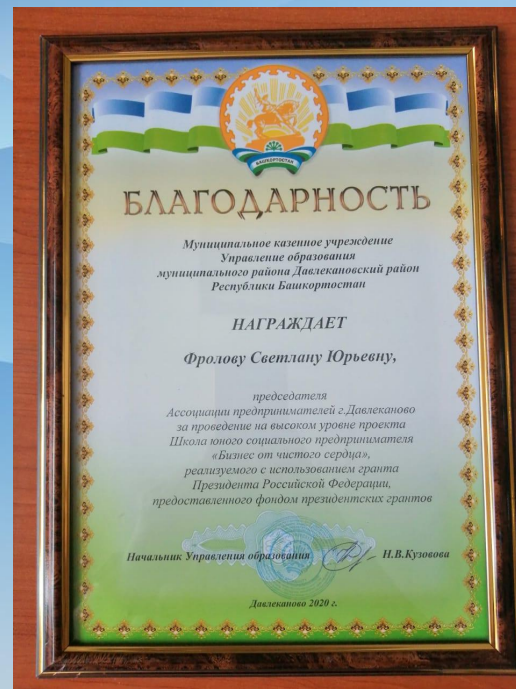 БАШКОРТОСТАН
БЛАГОДАРНОСТЬ
Муниципальное казенное учреждение
Управление образования
муниципального района Давлекановский район
Республики Башкортостан
НАГРАЖДАЕТ
Фролову Светлану Юрьевну,
председателя
Ассоциации предпринимателей г.Давлеканово
за проведение на высоком уровне проекта
Школа юного социального предпринимателя
«Бизнес от чистого сердца»,
реализуемого с использованием гранта
Президента Российской Федерации,
предоставленного фондом президентских грантов
Начальник Управления образования Н.В.Кузовова
Давлеканово 2020 г.